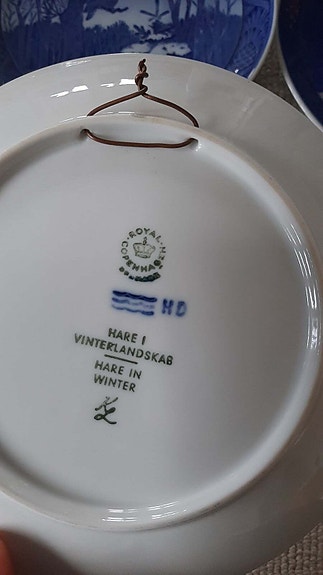 ROYAL
COPENHAGEN
HD
HARE I
VINTERLANDSKAB
HARE IN
WINTER